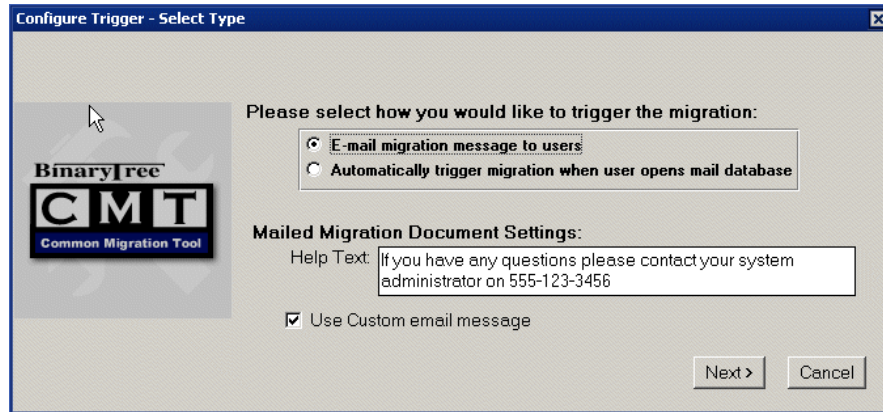 Configure Trigger - Select Type
Please select how you would like to trigger the migration:
E-mail migration message to users
Automatically trigger migration when user opens mail database
BinaryTree
CMT
Common Migration Tool
Mailed Migration Document Settings:
Help Text: If you have any questions please contact your system
administrator on 555-123-3456
Use Custom email message
Next >
Cancel